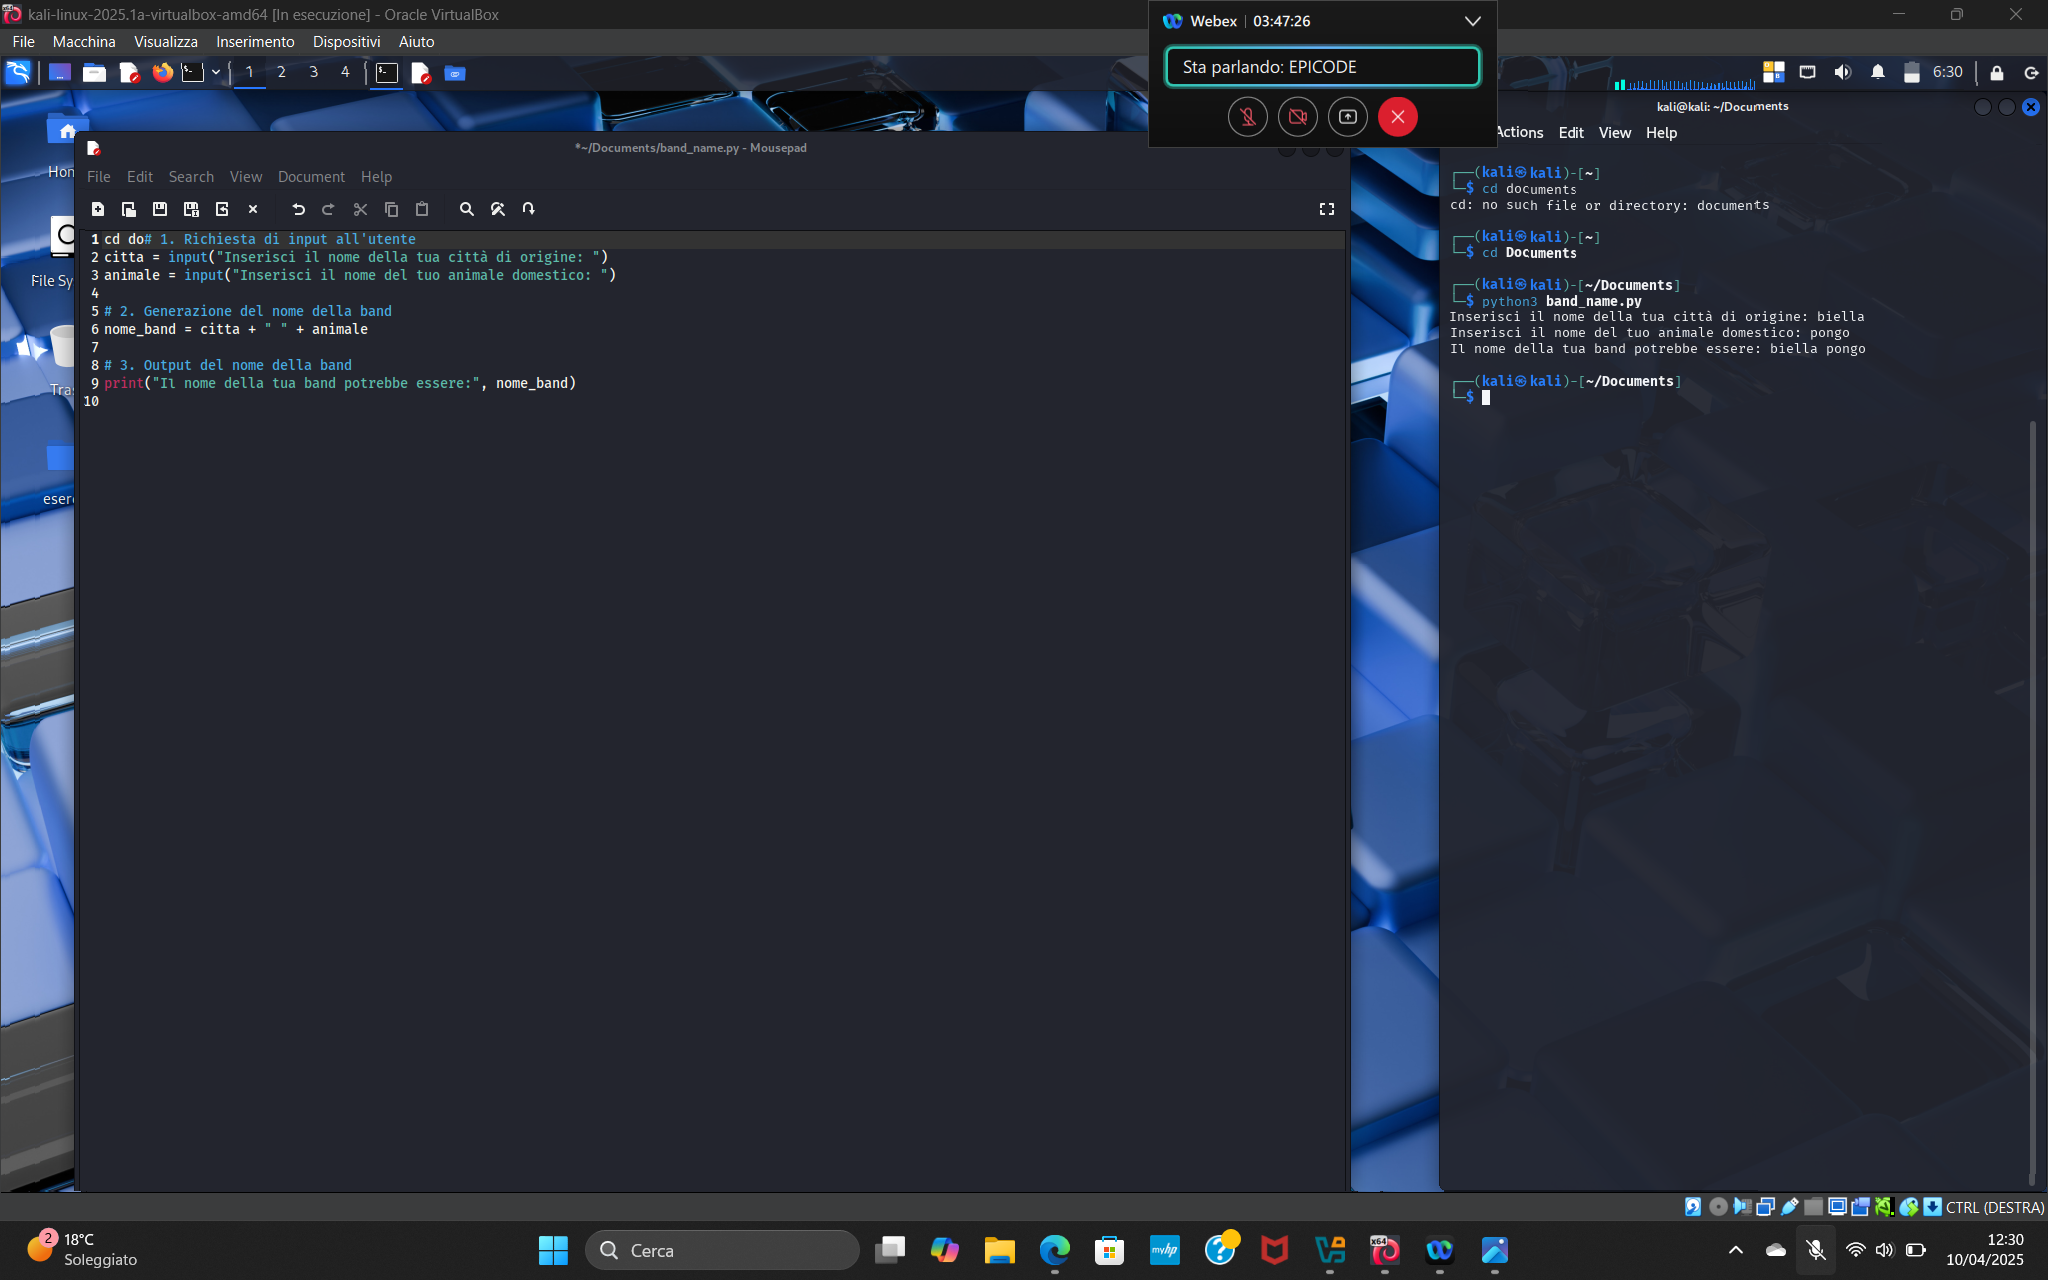 kali-linux-2025.1a-virtualbox-amd64 [In esecuzione] - Oracle VirtualBox
File Macchina Visualizza Inserimento Dispositivi Aiuto
Webex | 03:47:26
Sta parlando: EPICODE
1 2 3 4
6:30
kali@kali: ~/Documents
Actions Edit View Help
*~/Documents/band_name.py - Mousepad
File Edit Search View Document Help
1 cd do# 1. Richiesta di input all'utente
2 citta = input("Inserisci il nome della tua città di origine: ")
3 animale = input("Inserisci il nome del tuo animale domestico: ")
4
5 # 2. Generazione del nome della band
6 nome_band = citta + " " + animale
7
8 # 3. Output del nome della band
9 print("Il nome della tua band potrebbe essere:", nome_band)
10
┌──(kali㉿kali)-[~]
└─$ cd documents
cd: no such file or directory: documents
┌──(kali㉿kali)-[~]
└─$ cd Documents
┌──(kali㉿kali)-[~/Documents]
└─$ python3 band_name.py
Inserisci il nome della tua città di origine: biella
Inserisci il nome del tuo animale domestico: pongo
Il nome della tua band potrebbe essere: biella pongo
┌──(kali㉿kali)-[~/Documents]
└─$
File Sy
CTRL (DESTRA)
2
18°C
Soleggiato
Cerca
myhp
x64
12:30
10/04/2025